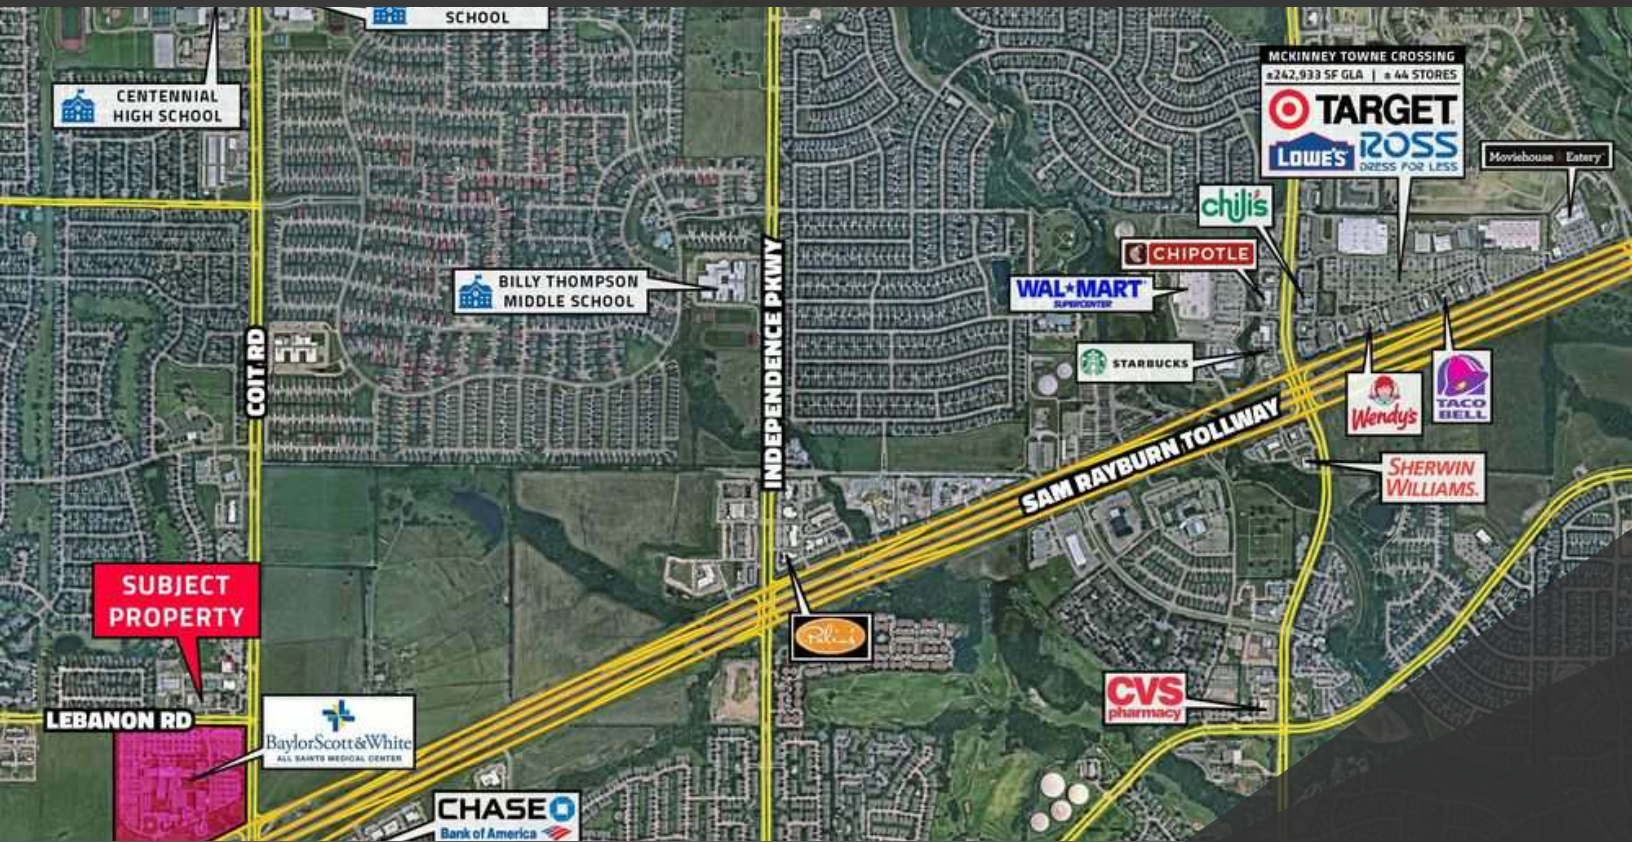 SCHOOL
CENTENNIAL
HIGH SCHOOL
MCKINNEY TOWNE CROSSING
±242,933 SF GLA | ± 44 STORES
TARGET
LOWE'S
ROSS
DRESS FOR LESS
Moviehouse & Eatery
chili's
CHIPOTLE
WAL★MART
SUPERCENTER
BILLY THOMPSON
MIDDLE SCHOOL
STARBUCKS
COIT RD
INDEPENDENCE PKWY
Wendy's
TACO
BELL
SAM RAYBURN TOLLWAY
SHERWIN
WILLIAMS.
SUBJECT
PROPERTY
Palio's
CVS
pharmacy
LEBANON RD
BaylorScott&White
ALL SAINTS MEDICAL CENTER
CHASE
Bank of America